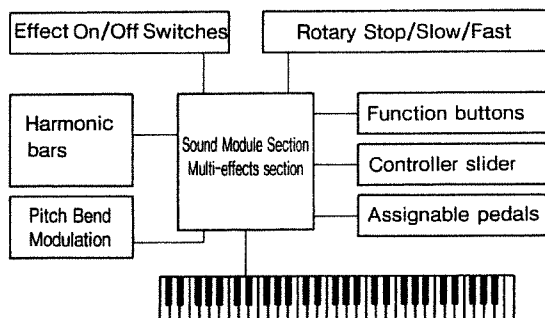 Effect On/Off Switches
Rotary Stop/Slow/Fast
Harmonic
bars
Sound Module Section
Multi-effects section
Function buttons
Controller slider
Assignable pedals
Pitch Bend
Modulation